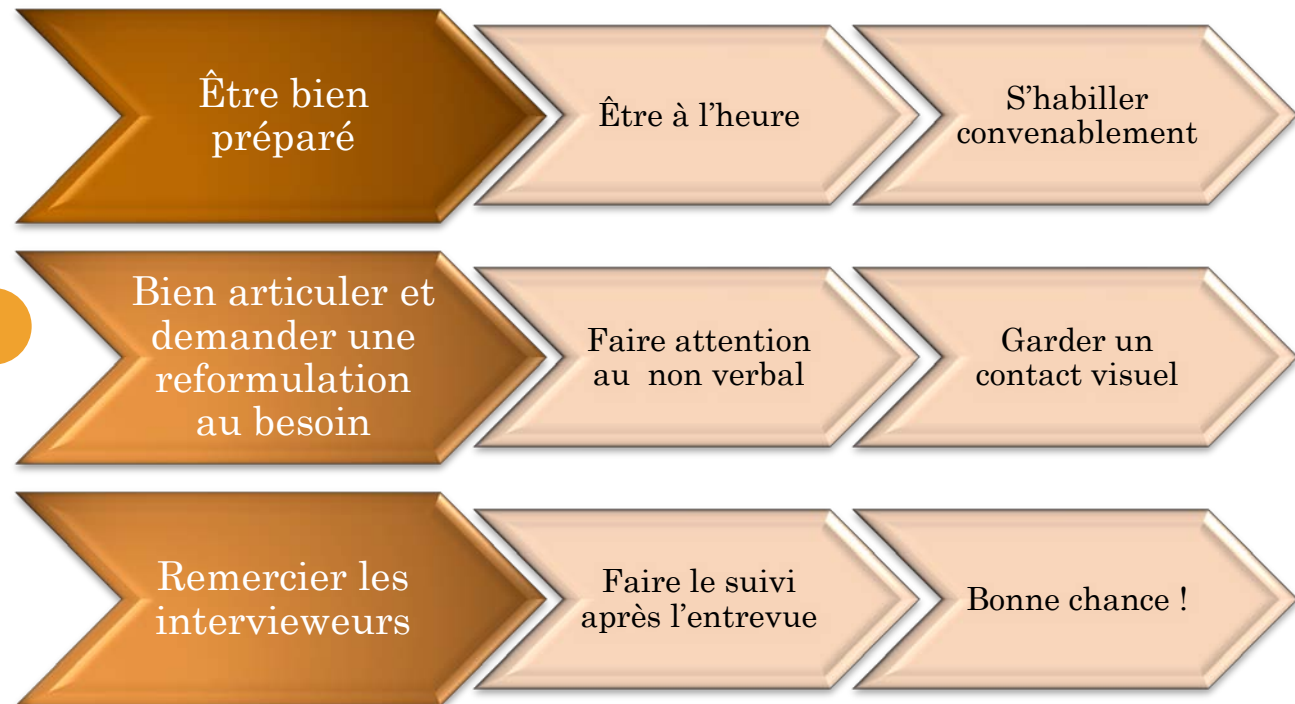 Être bien
préparé
Être à l'heure
S'habiller
convenablement
Bien articuler et
demander une
reformulation
au besoin
Faire attention
au  non verbal
Garder un
contact visuel
Remercier les
intervieweurs
Faire le suivi
après l'entrevue
Bonne chance !